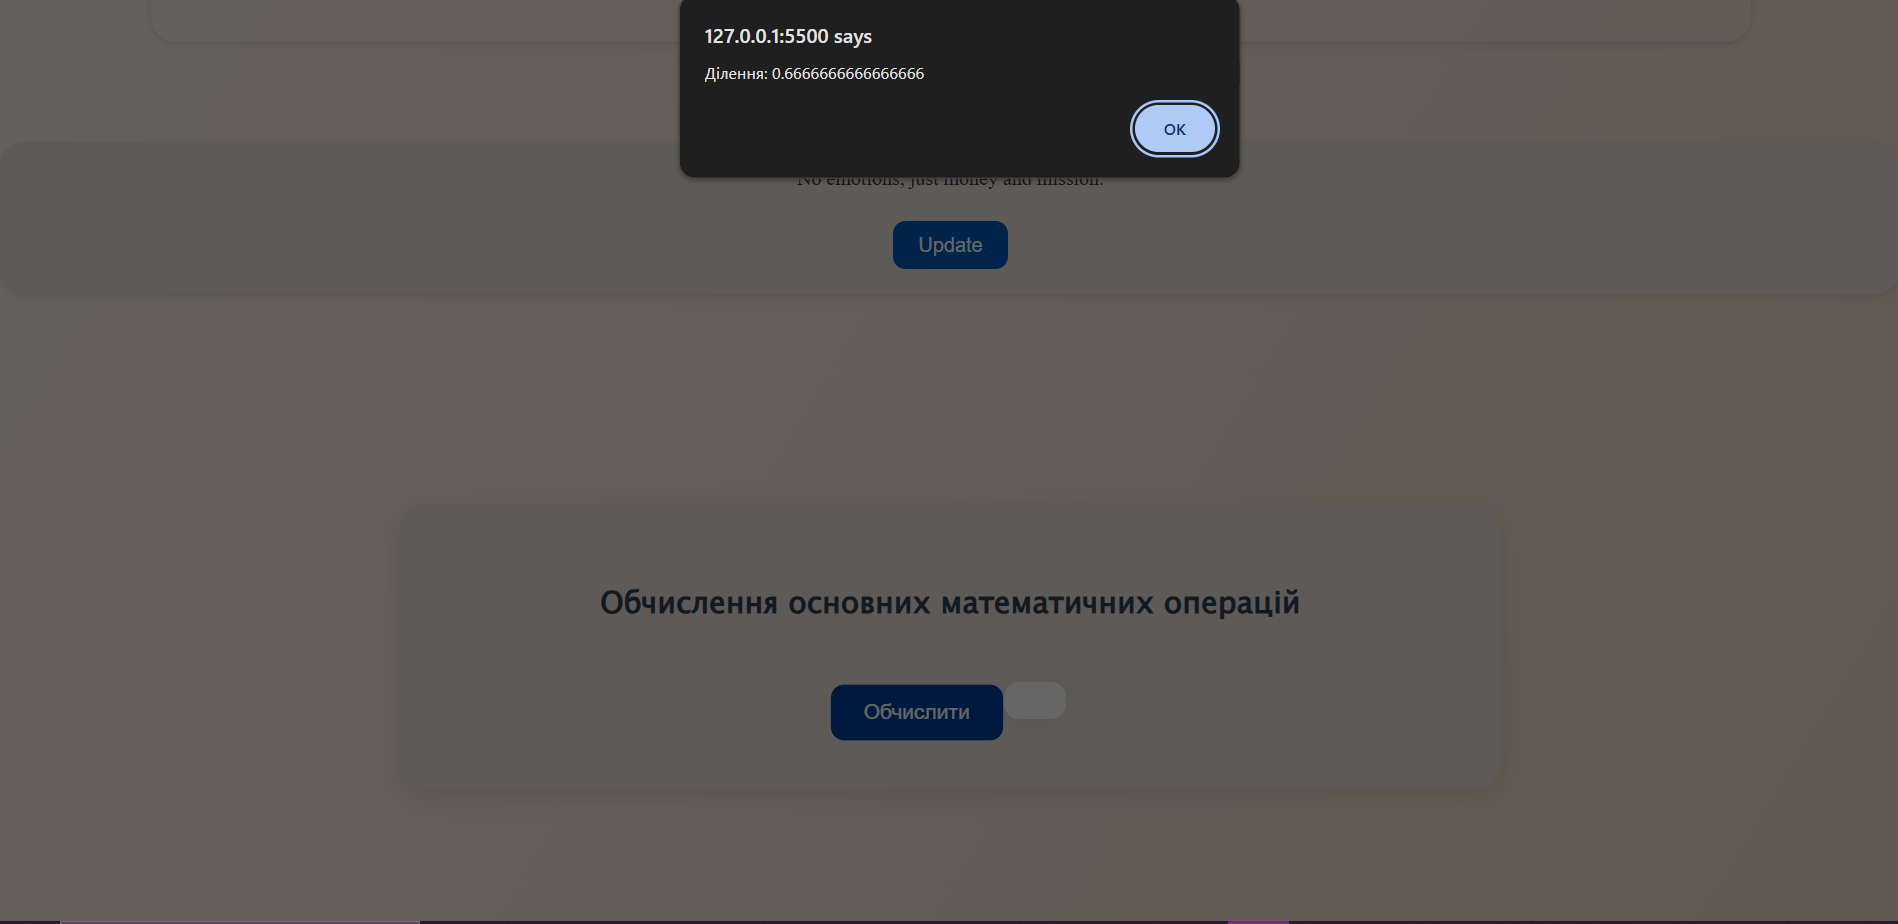 127.0.0.1:5500 says
Ділення: 0.6666666666666666
OK
No emotions, just money and mission.
Update
Обчислення основних математичних операцій
Обчислити